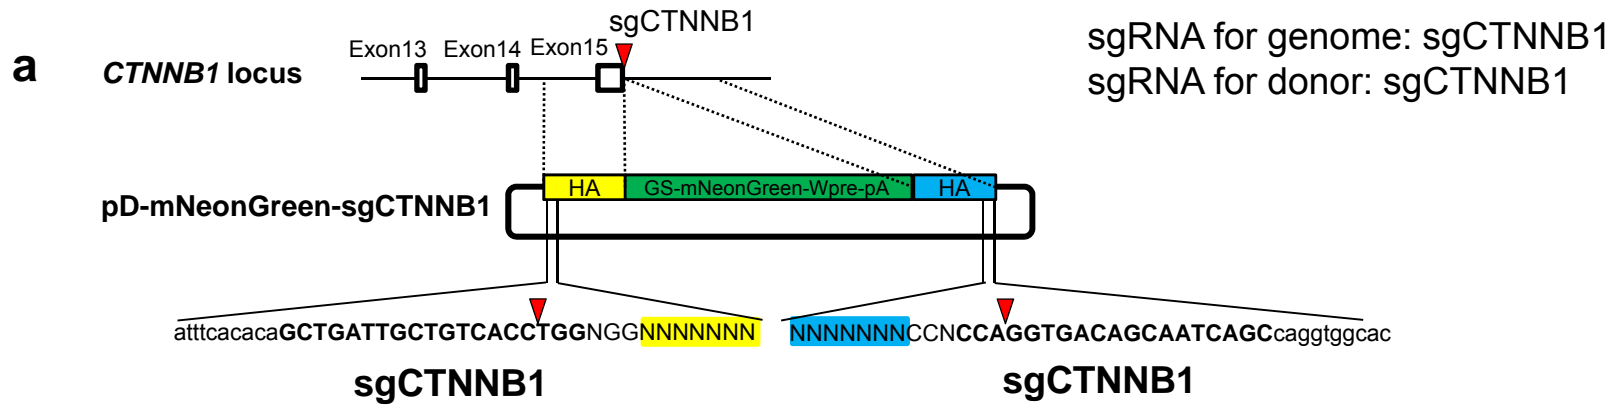 a
sgCTNNB1
Exon13 Exon14 Exon15
CTNNB1 locus
sgRNA for genome: sgCTNNB1
sgRNA for donor: sgCTNNB1
HA GS-mNeonGreen-Wpre-pA HA
pD-mNeonGreen-sgCTNNB1
atttcacacaGCTGATTGCTGTCACCTGGNGGNNNNNNN NNNNNNNCCNCCAGGTGACAGCAATCAGCcaggtggcac
sgCTNNB1 sgCTNNB1